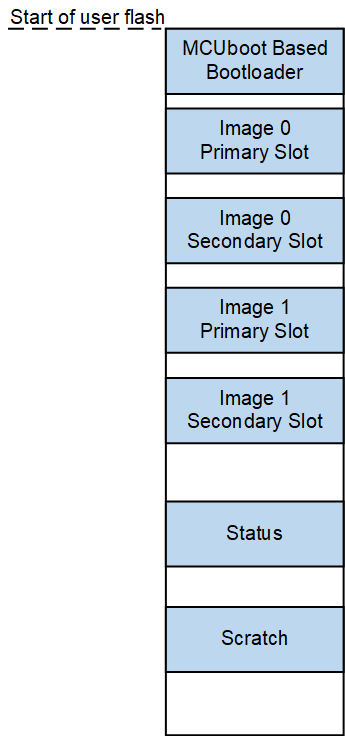 Start of user flash
MCUboot Based
Bootloader
Image 0
Primary Slot
Image 0
Secondary Slot
Image 1
Primary Slot
Image 1
Secondary Slot
Status
Scratch